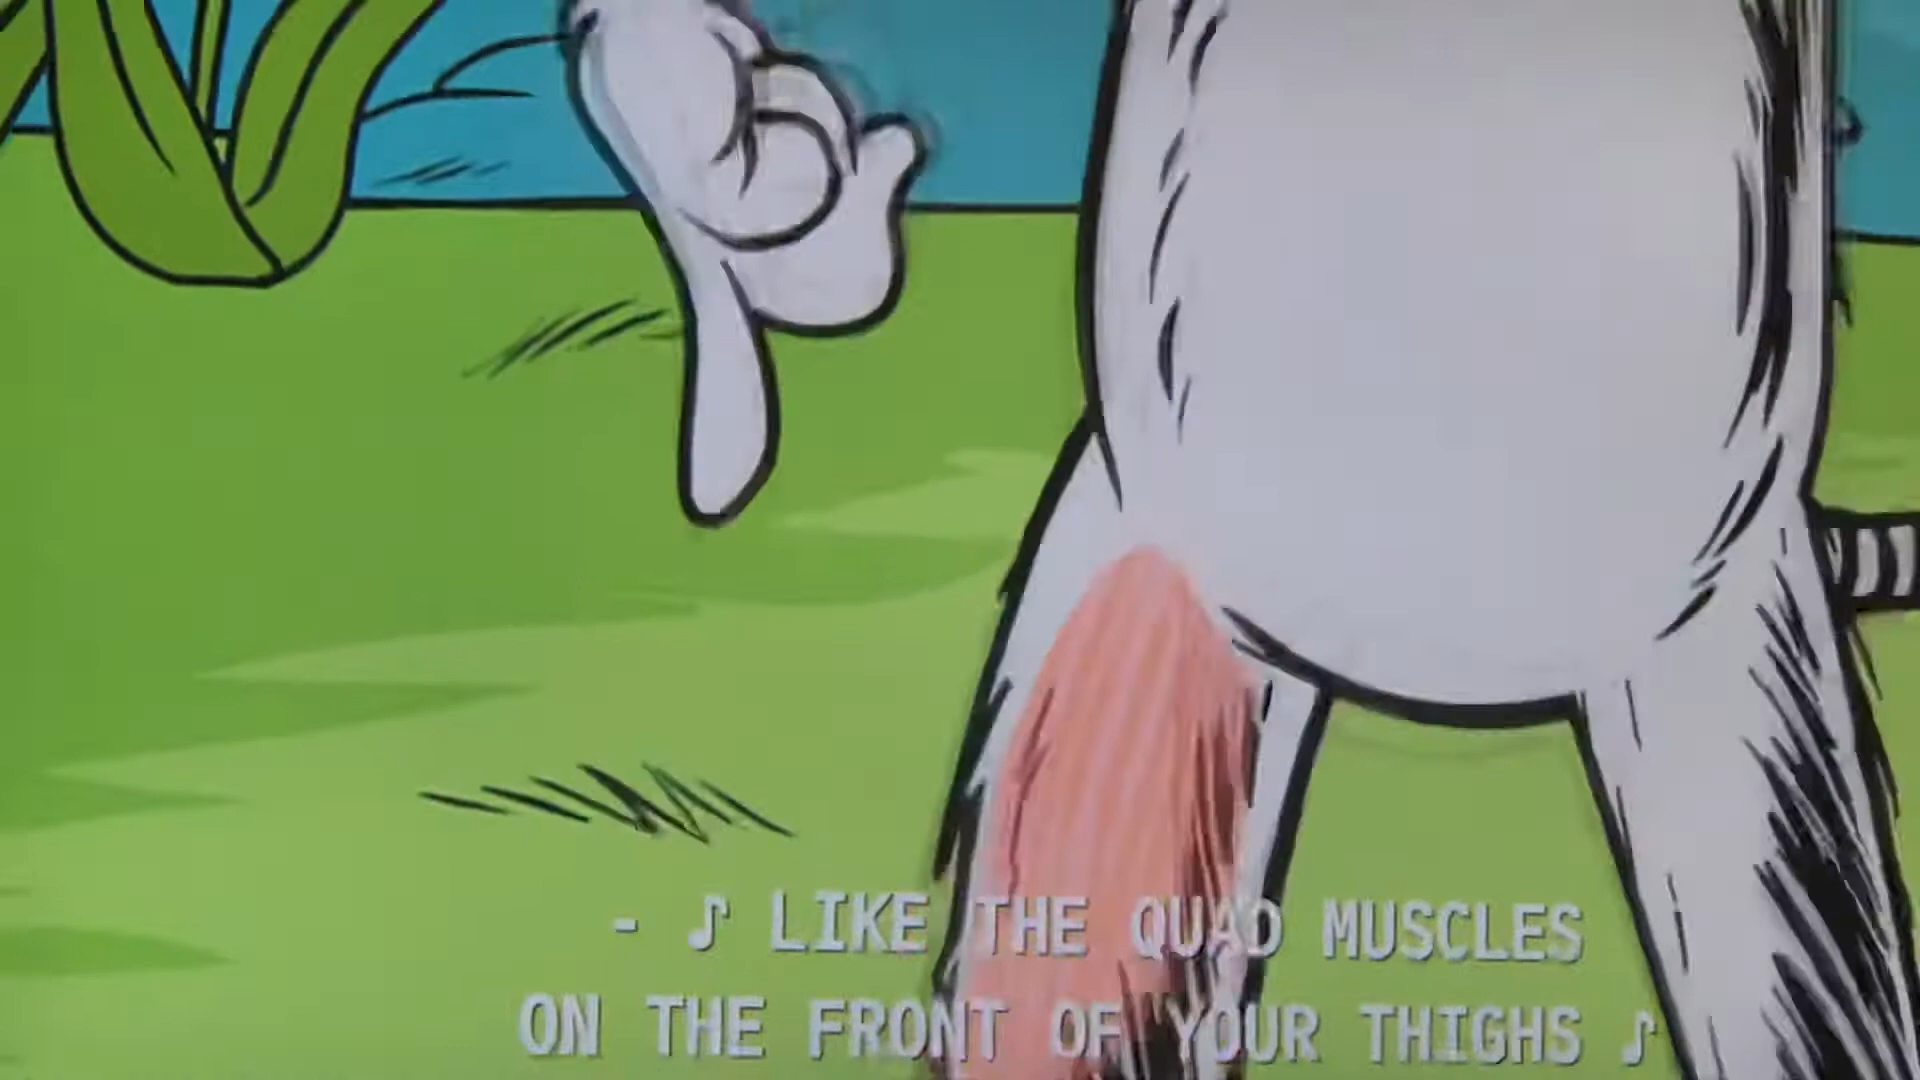 - ♪ LIKE THE QUAD MUSCLES
ON THE FRONT OF YOUR THIGHS ♪